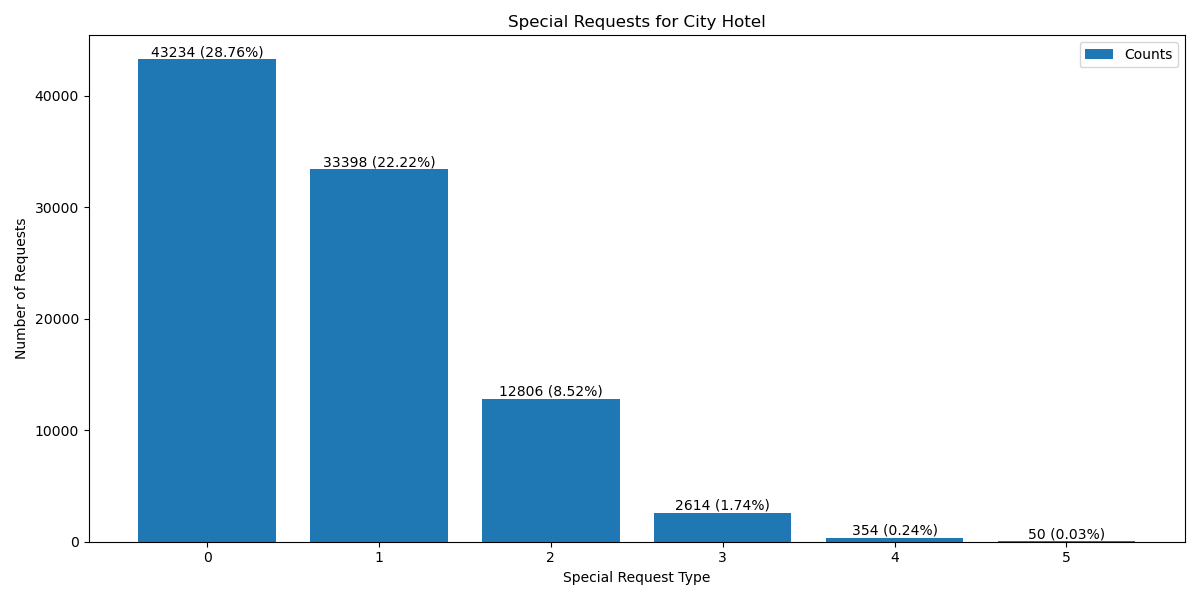 Special Requests for City Hotel
Counts
43234 (28.76%)
33398 (22.22%)
12806 (8.52%)
2614 (1.74%)
354 (0.24%)
50 (0.03%)
Number of Requests
40000
30000
20000
10000
0
0 1 2 3 4 5
Special Request Type